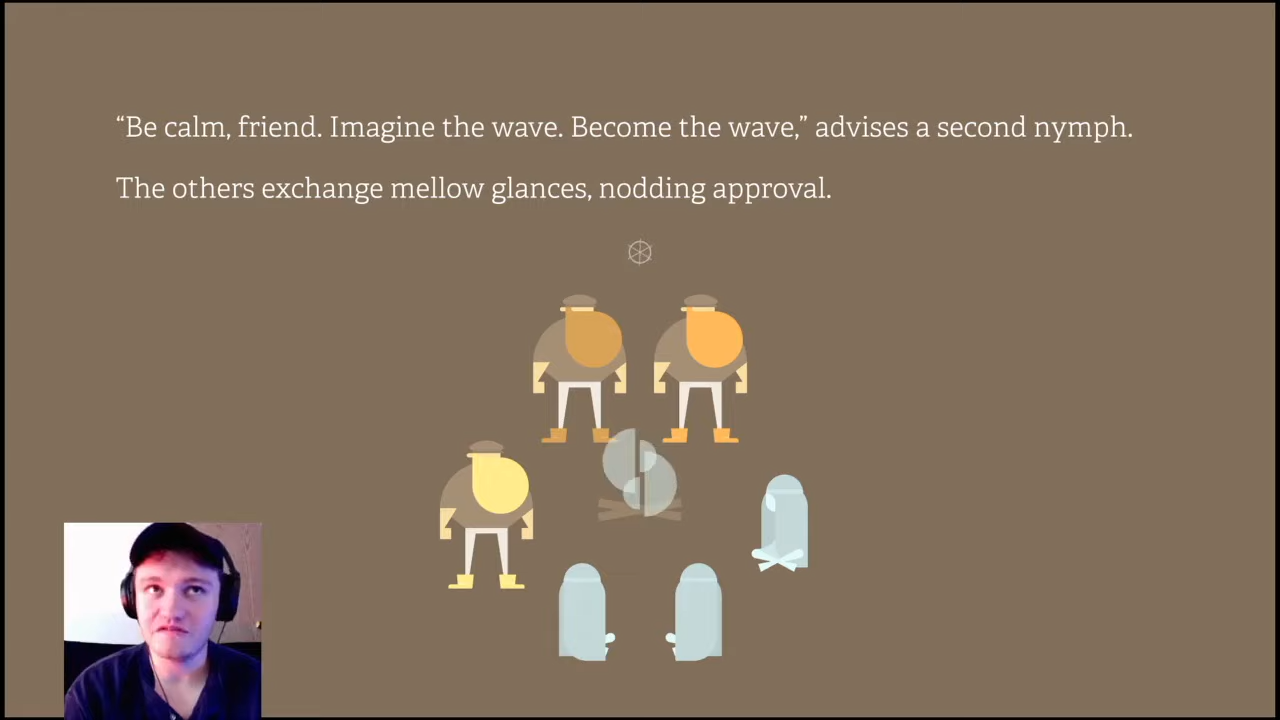 “Be calm, friend. Imagine the wave. Become the wave,” advises a second nymph.
The others exchange mellow glances, nodding approval.